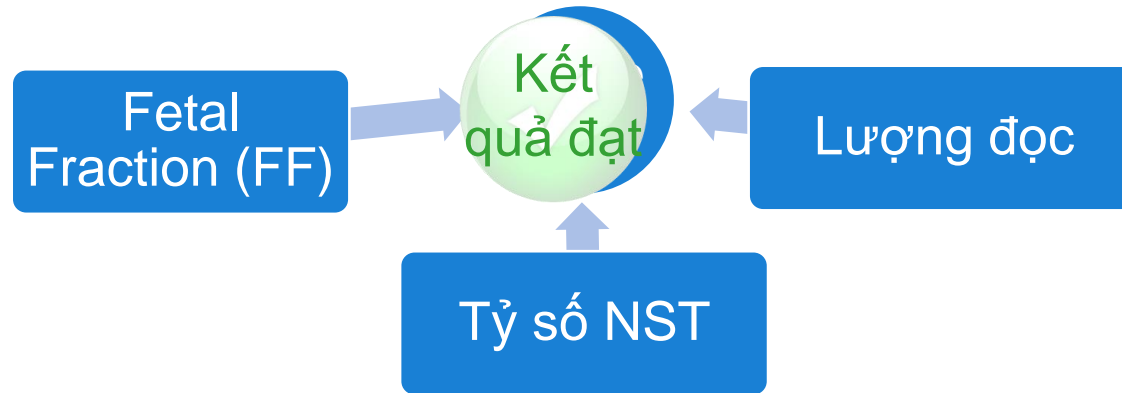 Kết
quả đạt
Fetal
Fraction (FF)
Lượng đọc
Tỷ số NST